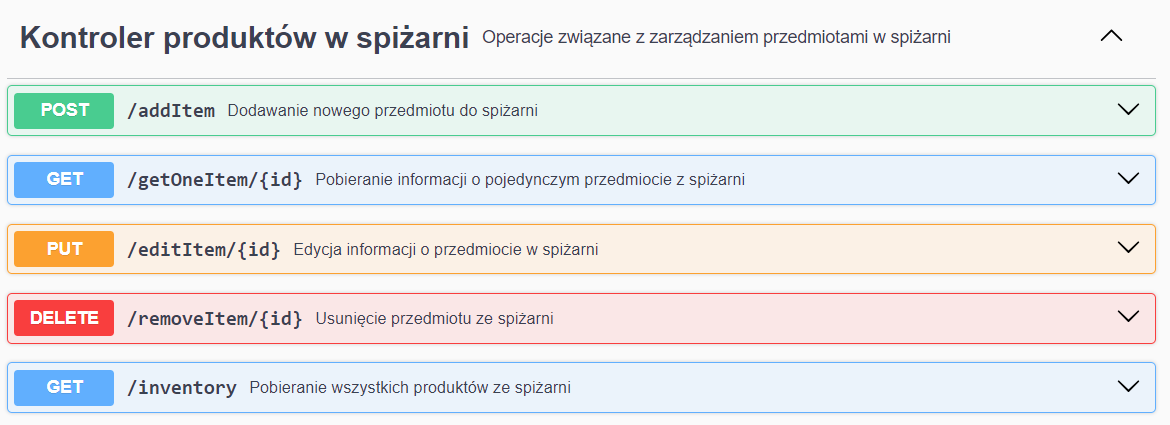 Kontroler produktów w spiżarni Operacje związane z zarządzaniem przedmiotami w spiżarni
POST /addItem Dodawanie nowego przedmiotu do spiżarni
GET /getOneItem/{id} Pobieranie informacji o pojedynczym przedmiocie z spiżarni
PUT /editItem/{id} Edycja informacji o przedmiocie w spiżarni
DELETE /removeItem/{id} Usunięcie przedmiotu ze spiżarni
GET /inventory Pobieranie wszystkich produktów ze spiżarni